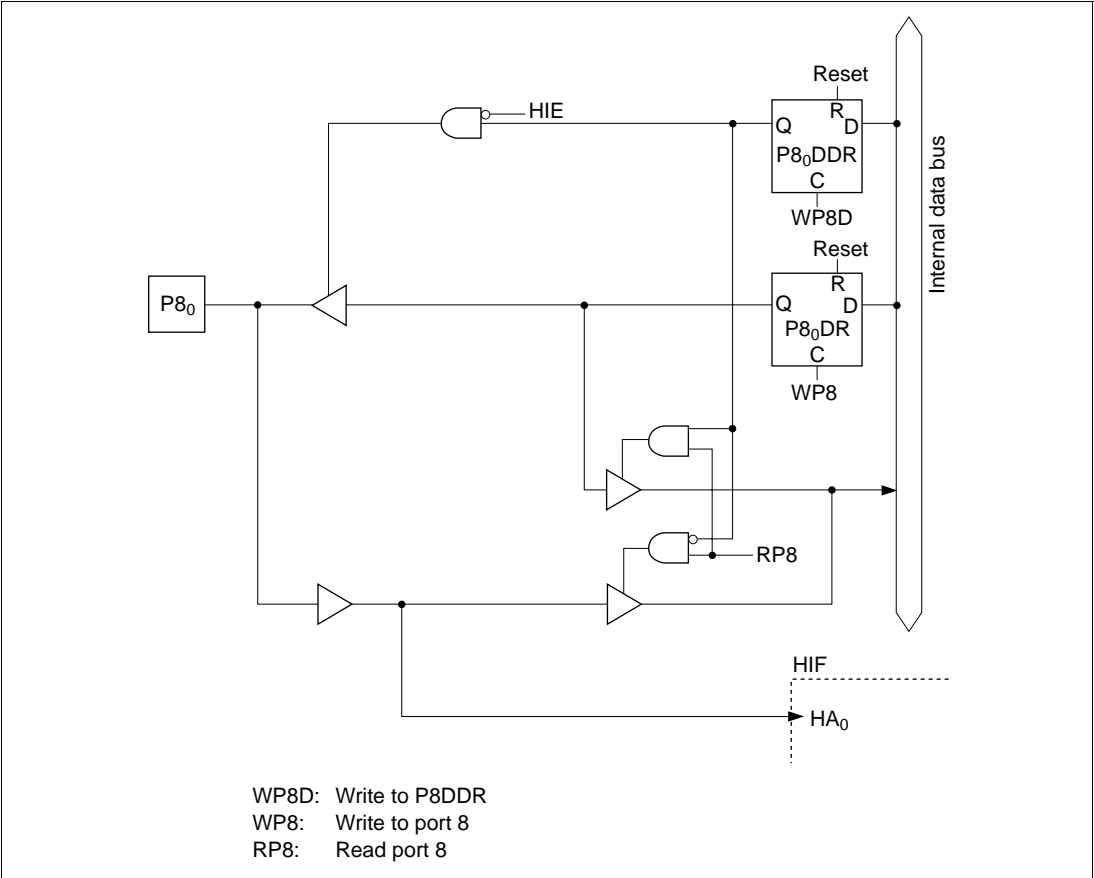 Reset
HIE
R
Q
D
P8₀DDR
C
WP8D
Internal data bus
Reset
R
P8₀
Q
D
P8₀DR
C
WP8
RP8
HIF
HA₀
WP8D: Write to P8DDR
WP8: Write to port 8
RP8: Read port 8